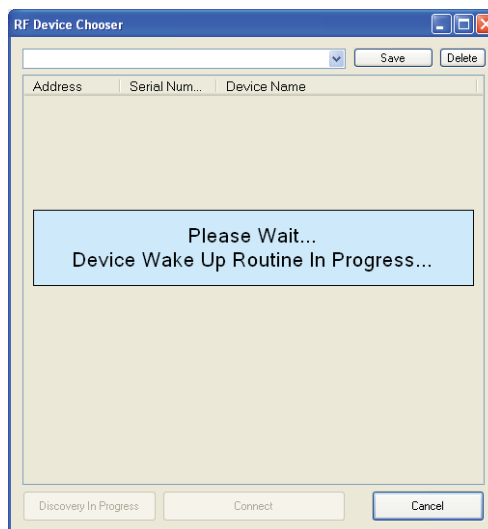 RF Device Chooser
Save Delete
Address Serial Num... Device Name
Please Wait...
Device Wake Up Routine In Progress...
Discovery In Progress Connect Cancel